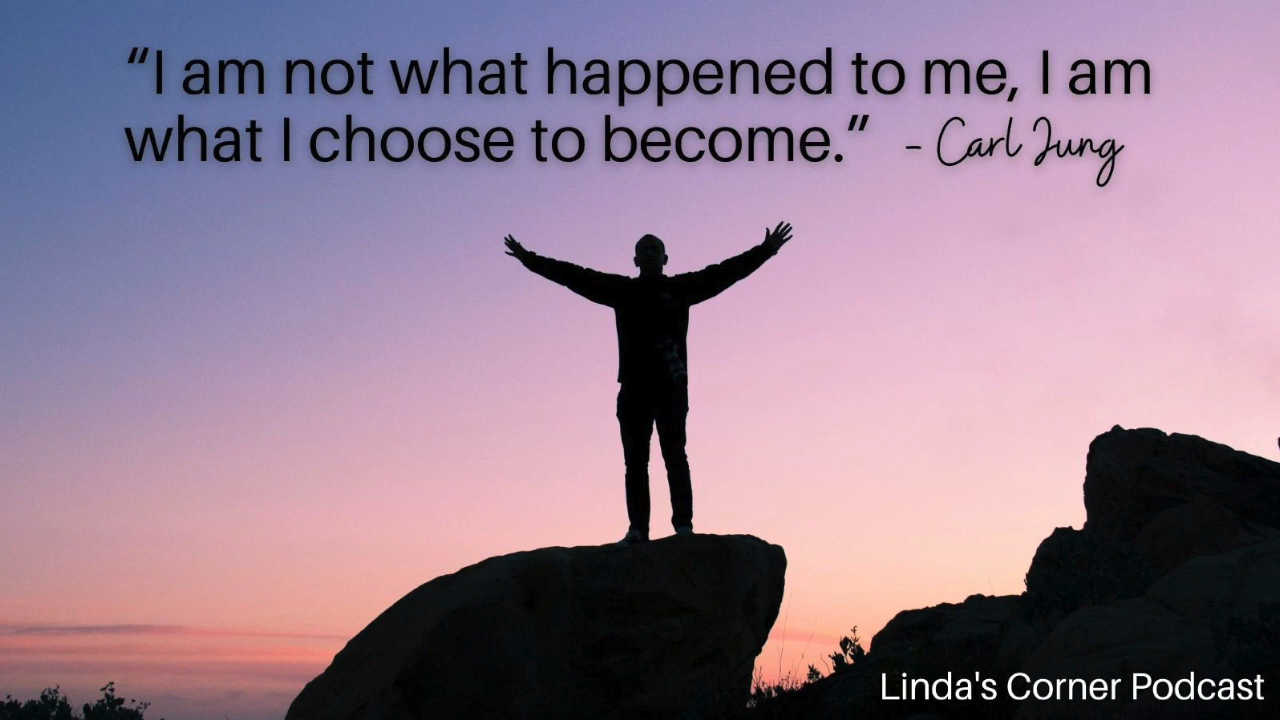 “I am not what happened to me, I am
what I choose to become.” - Carl Jung
Linda's Corner Podcast